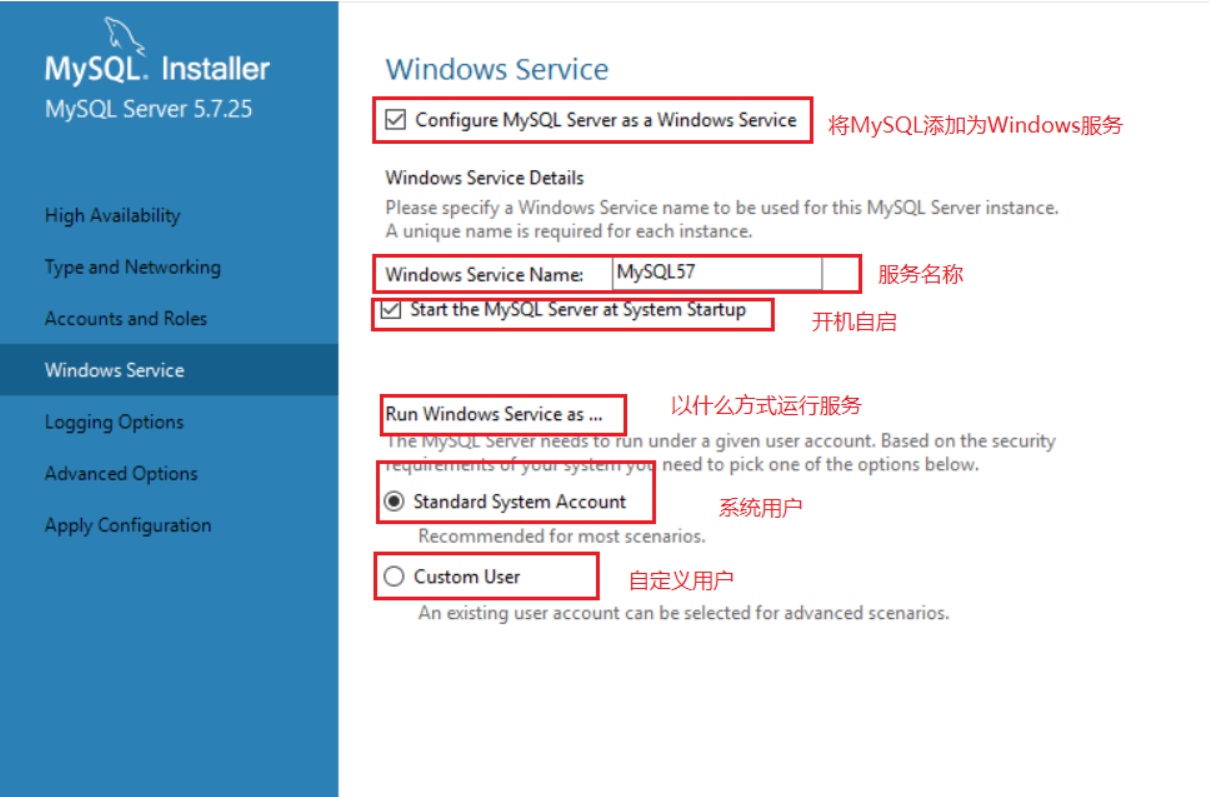 MySQL. Installer
MySQL Server 5.7.25
High Availability
Type and Networking
Accounts and Roles
Windows Service
Logging Options
Advanced Options
Apply Configuration
Windows Service
Configure MySQL Server as a Windows Service
将MySQL添加为Windows服务
Windows Service Details
Please specify a Windows Service name to be used for this MySQL Server instance.
A unique name is required for each instance.
Windows Service Name: MySQL57
服务名称
Start the MySQL Server at System Startup
开机自启
Run Windows Service as ...
以什么方式运行服务
The MySQL Server needs to run under a given user account. Based on the security
requirements of your system you need to pick one of the options below.
Standard System Account
系统用户
Recommended for most scenarios.
Custom User
自定义用户
An existing user account can be selected for advanced scenarios.